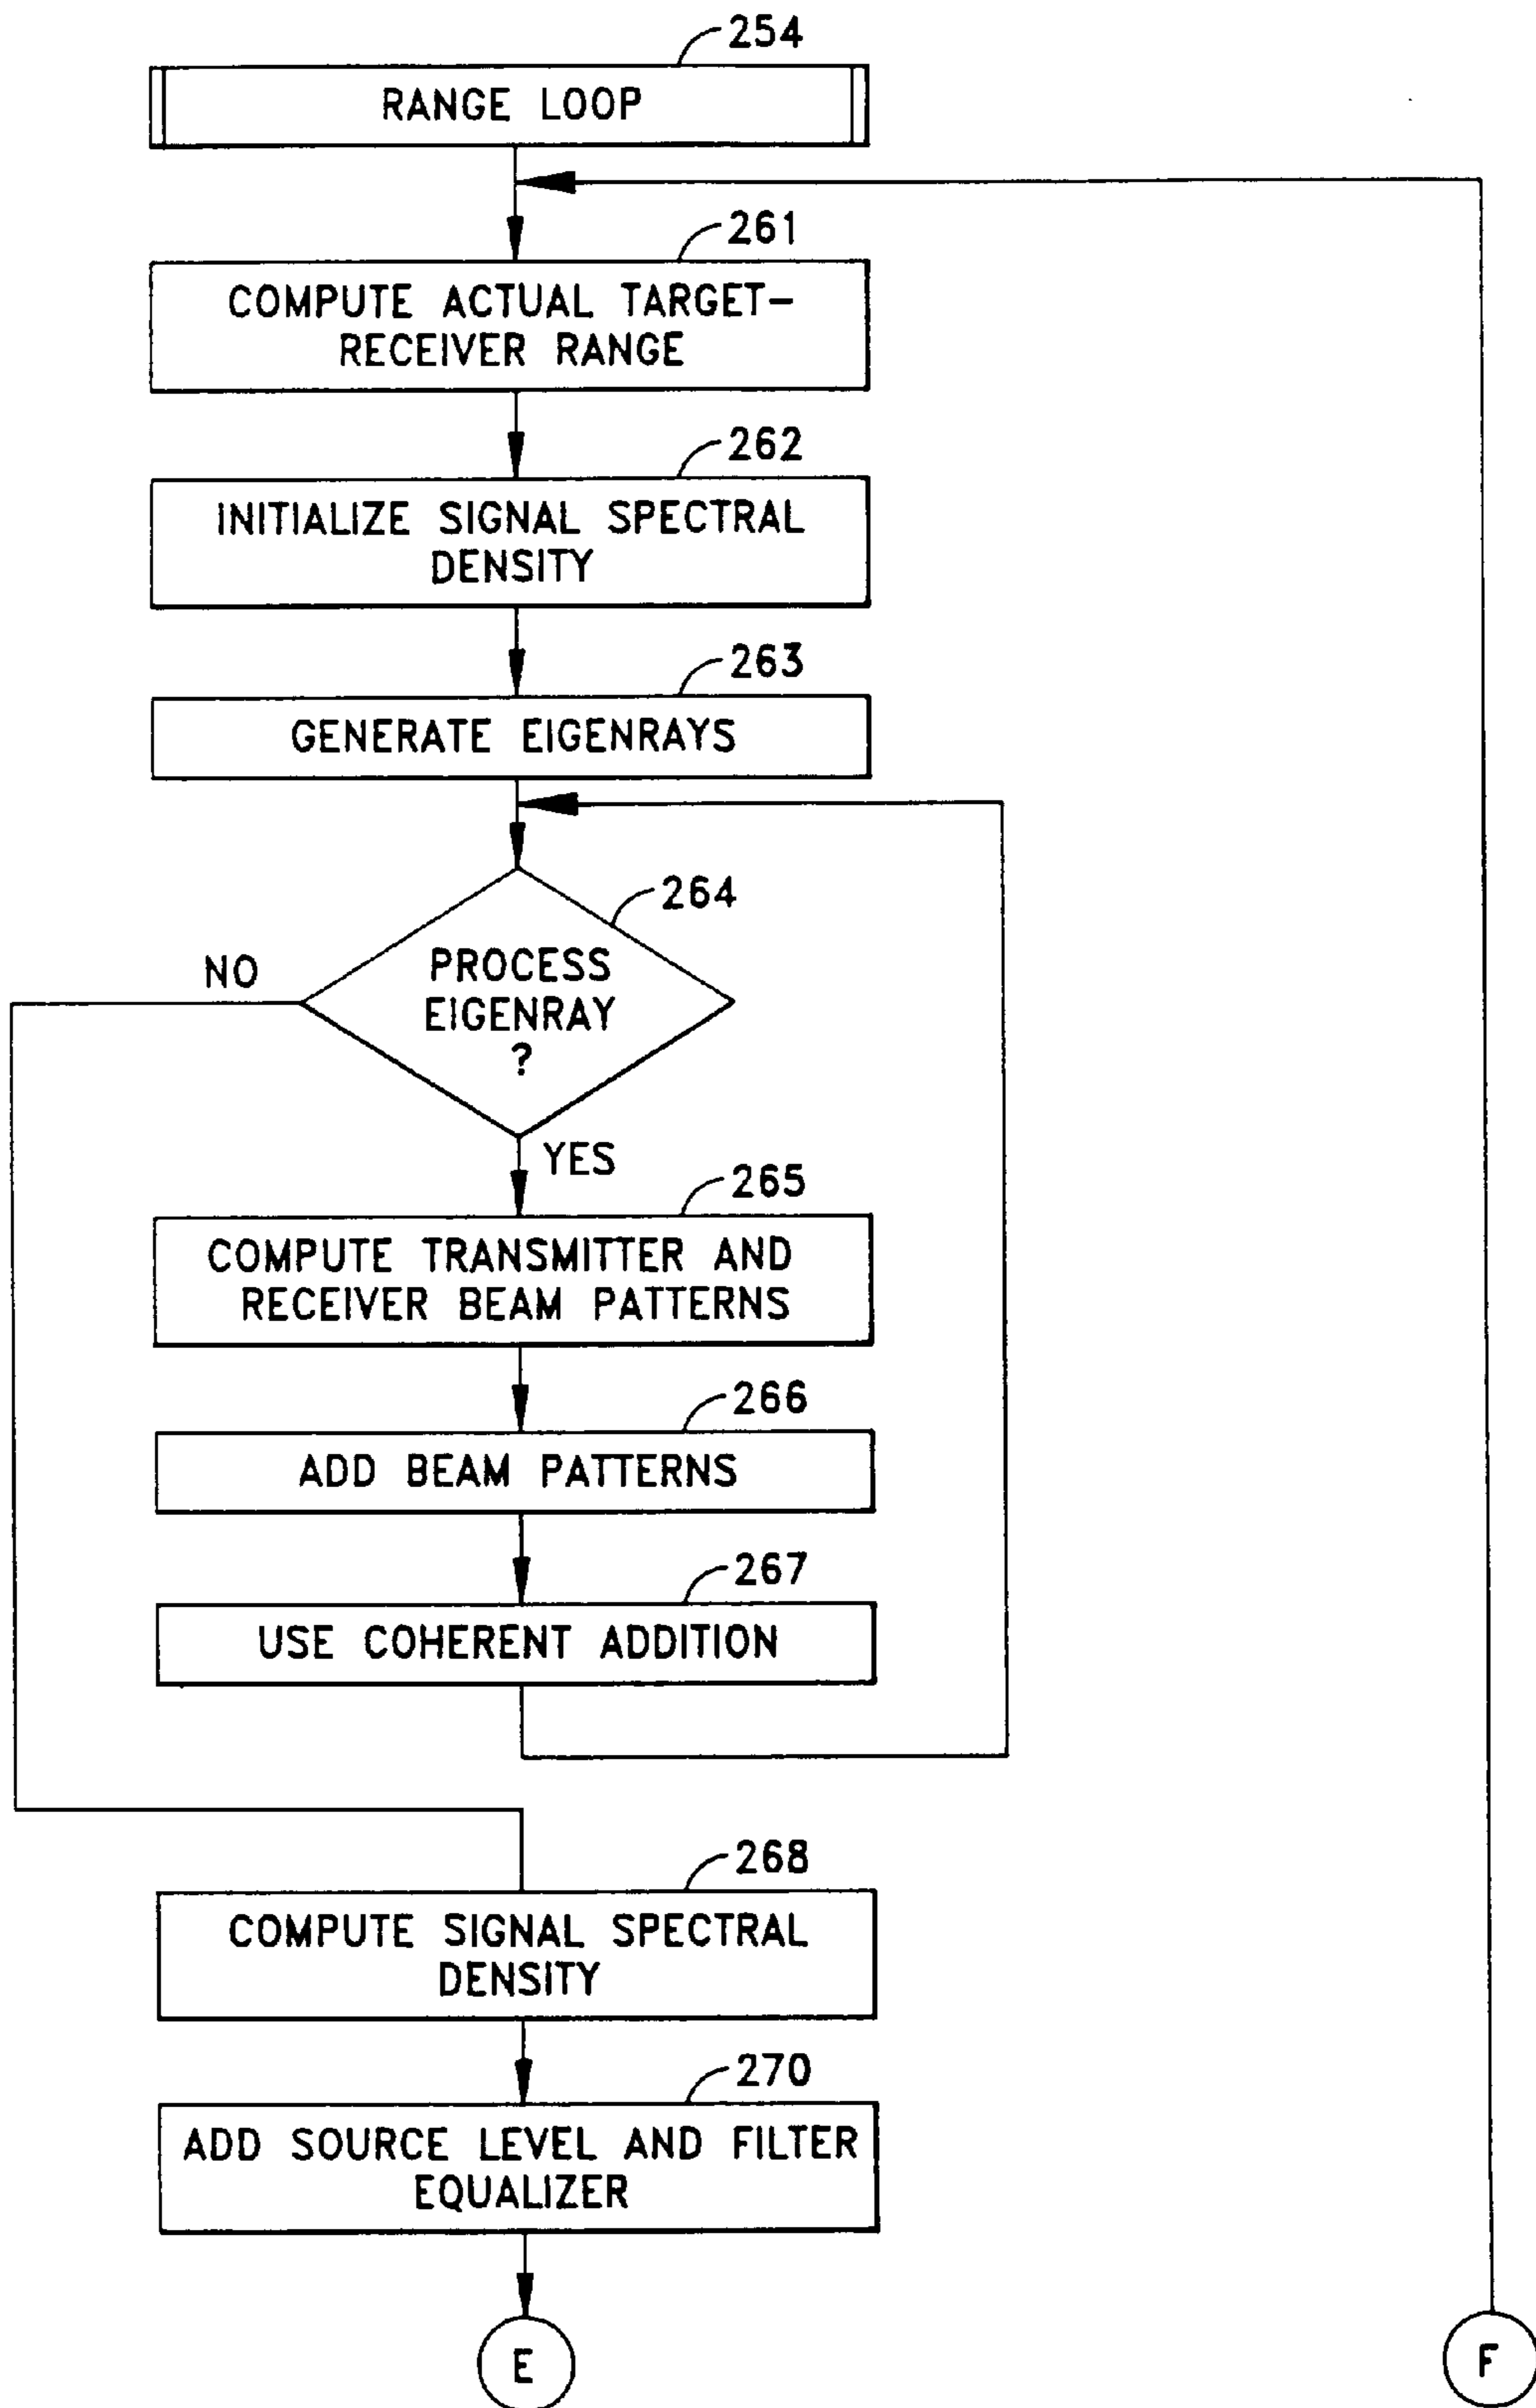 254
RANGE LOOP
261
COMPUTE ACTUAL TARGET-
RECEIVER RANGE
262
INITIALIZE SIGNAL SPECTRAL
DENSITY
263
GENERATE EIGENRAYS
264
NO
PROCESS
EIGENRAY
?
YES
265
COMPUTE TRANSMITTER AND
RECEIVER BEAM PATTERNS
266
ADD BEAM PATTERNS
267
USE COHERENT ADDITION
268
COMPUTE SIGNAL SPECTRAL
DENSITY
270
ADD SOURCE LEVEL AND FILTER
EQUALIZER
E
F